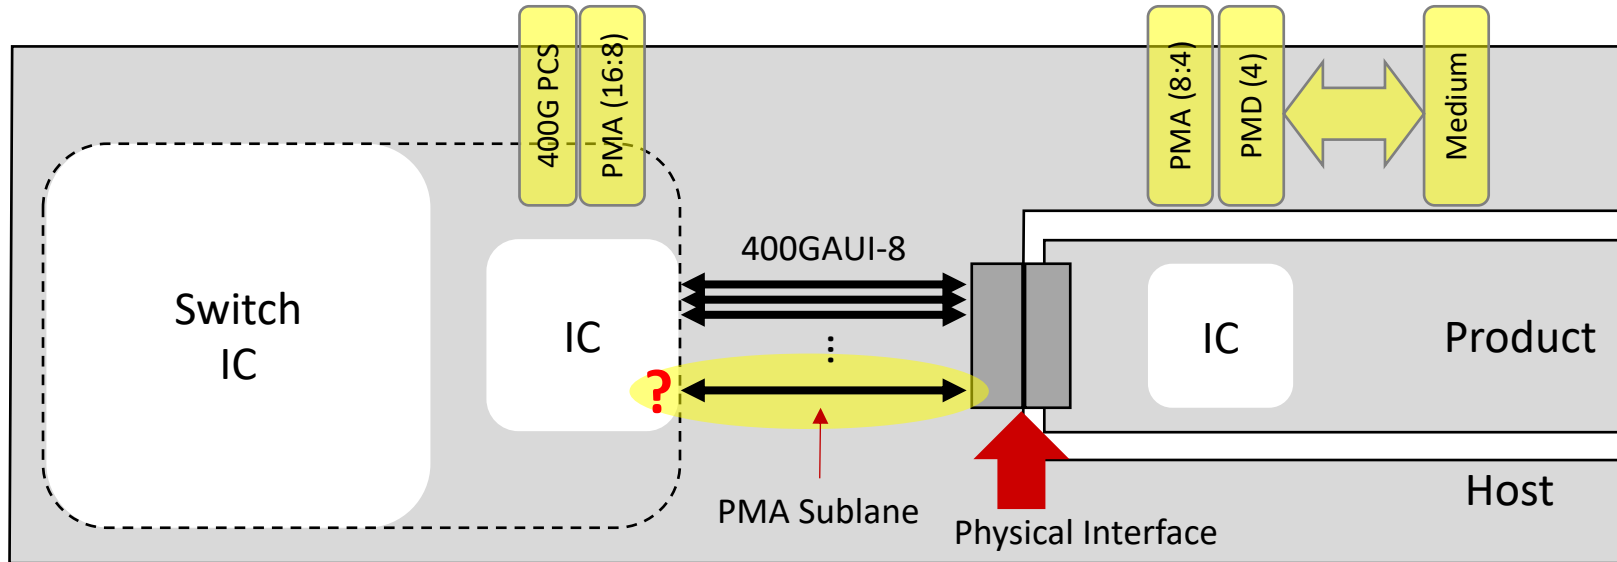 400G PCS
PMA (16:8)
PMA (8:4)
PMD (4)
Medium
400GAUI-8
Switch
IC
IC
...
?
IC
Product
PMA Sublane
Physical Interface
Host